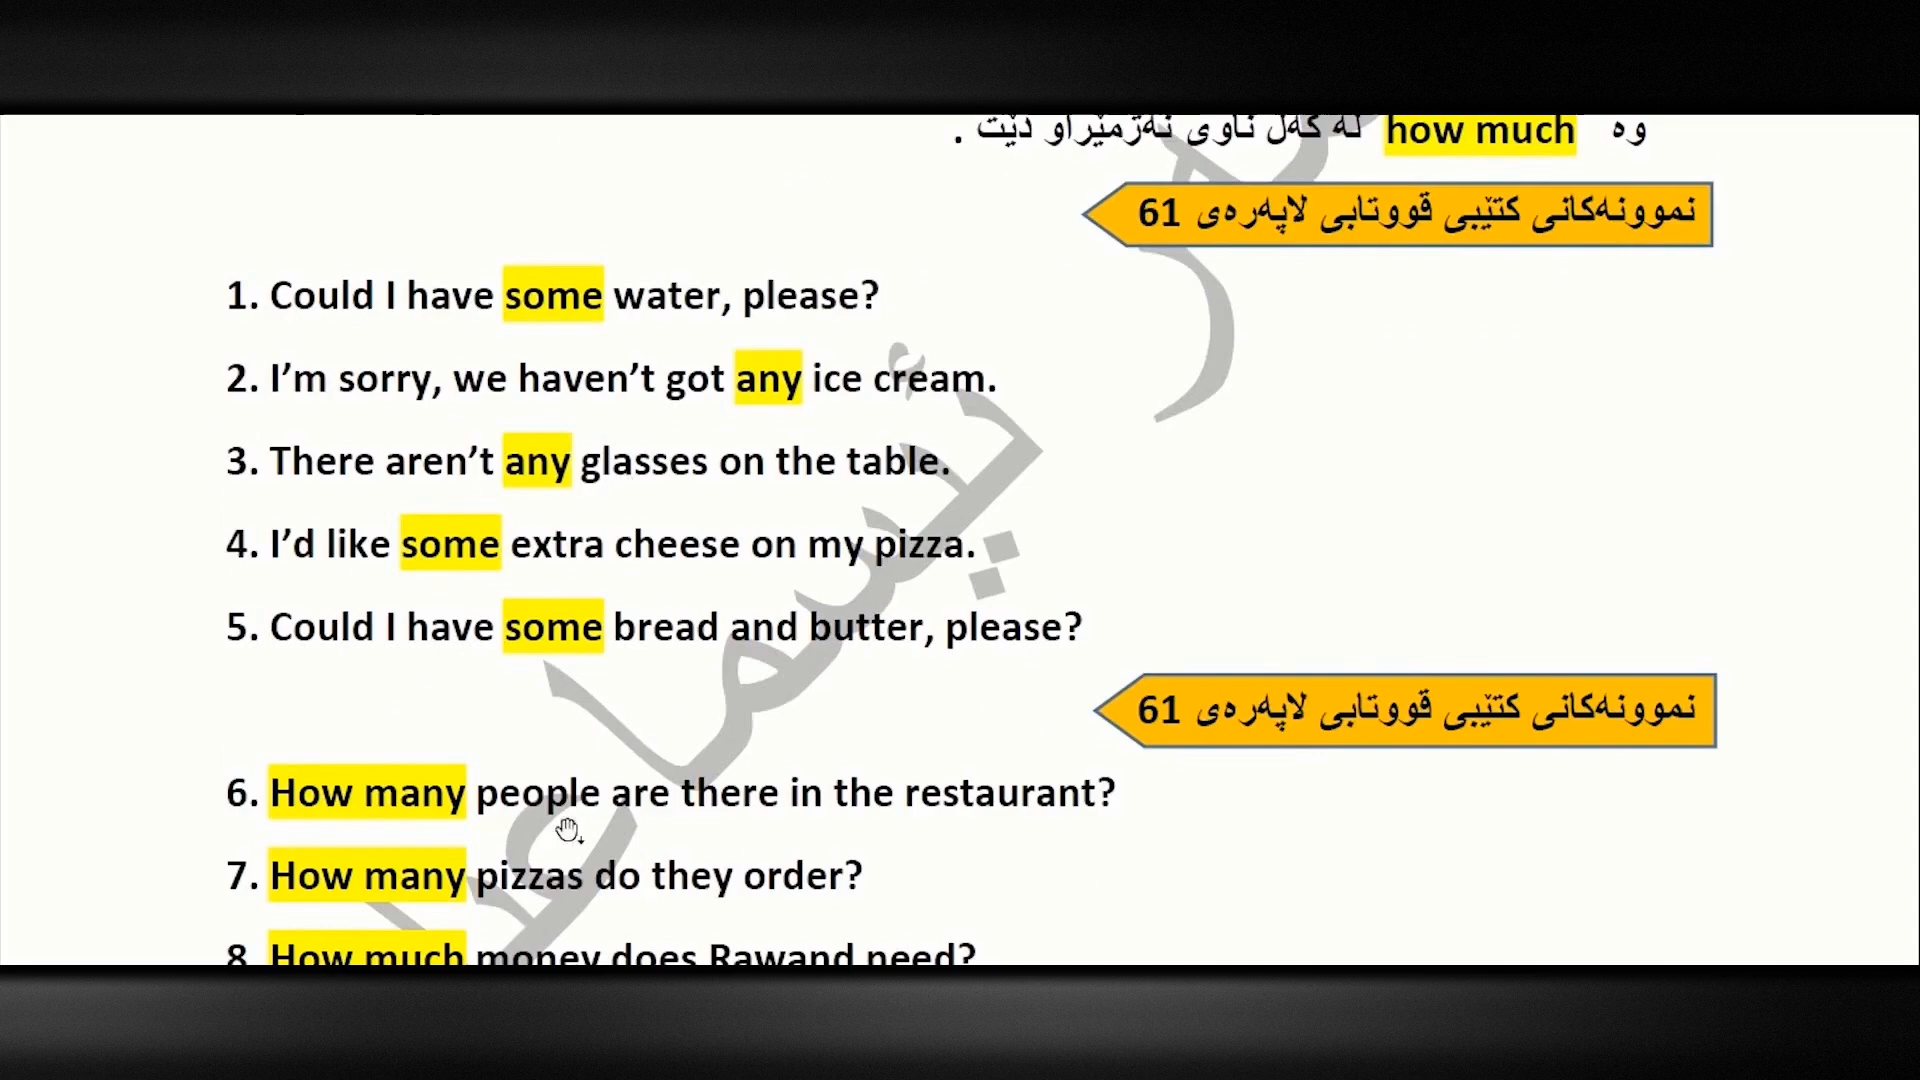 وە how much لە گەل ناوی نەژمێراو دێت .
نموونەکانی کتێبی قووتابی لاپەرەی 61
1. Could I have some water, please?
2. I’m sorry, we haven’t got any ice cream.
3. There aren’t any glasses on the table.
4. I’d like some extra cheese on my pizza.
5. Could I have some bread and butter, please?
نموونەکانی کتێبی قووتابی لاپەرەی 61
6. How many people are there in the restaurant?
7. How many pizzas do they order?
8. How much money does Rawand need?